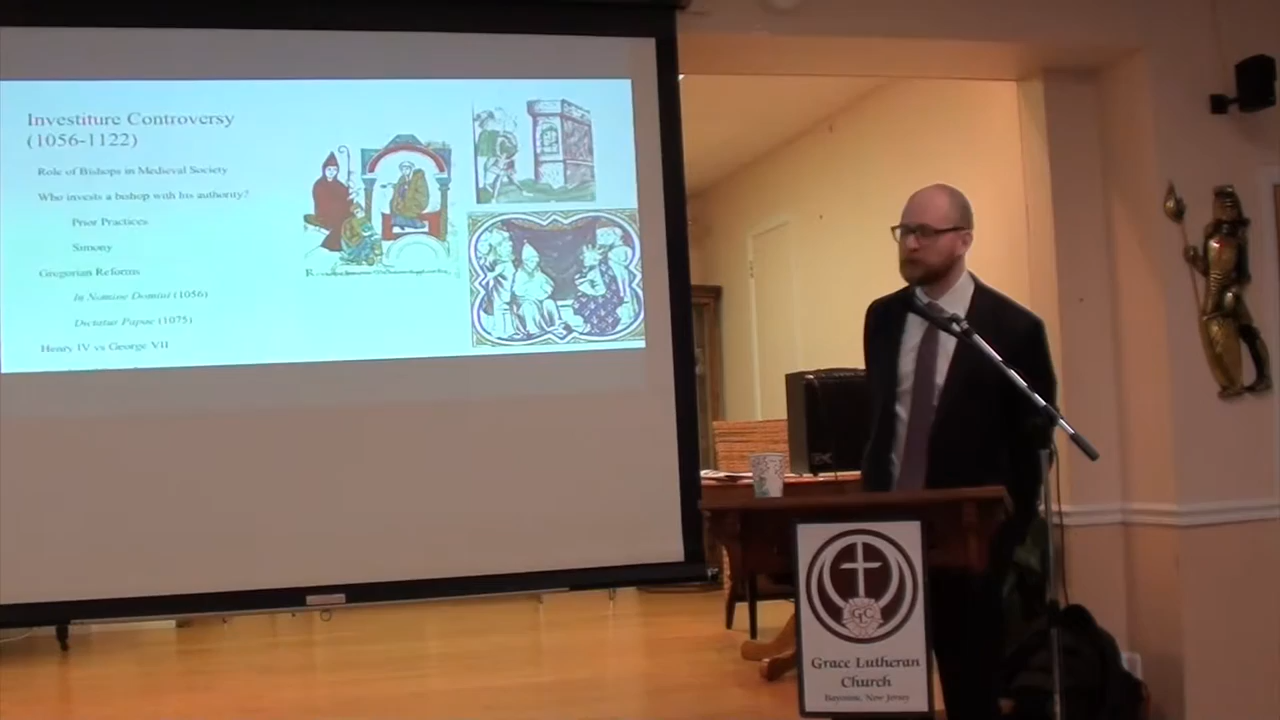 Investiture Controversy
(1056-1122)
Role of Bishops in Medieval Society
Who invests a bishop with his authority?
Prior Practices
Simony
Gregorian Reforms
In Nomine Domini (1056)
Dictatus Papae (1075)
Henry IV vs George VII
GLC
Grace Lutheran
Church
Bayonne, New Jersey